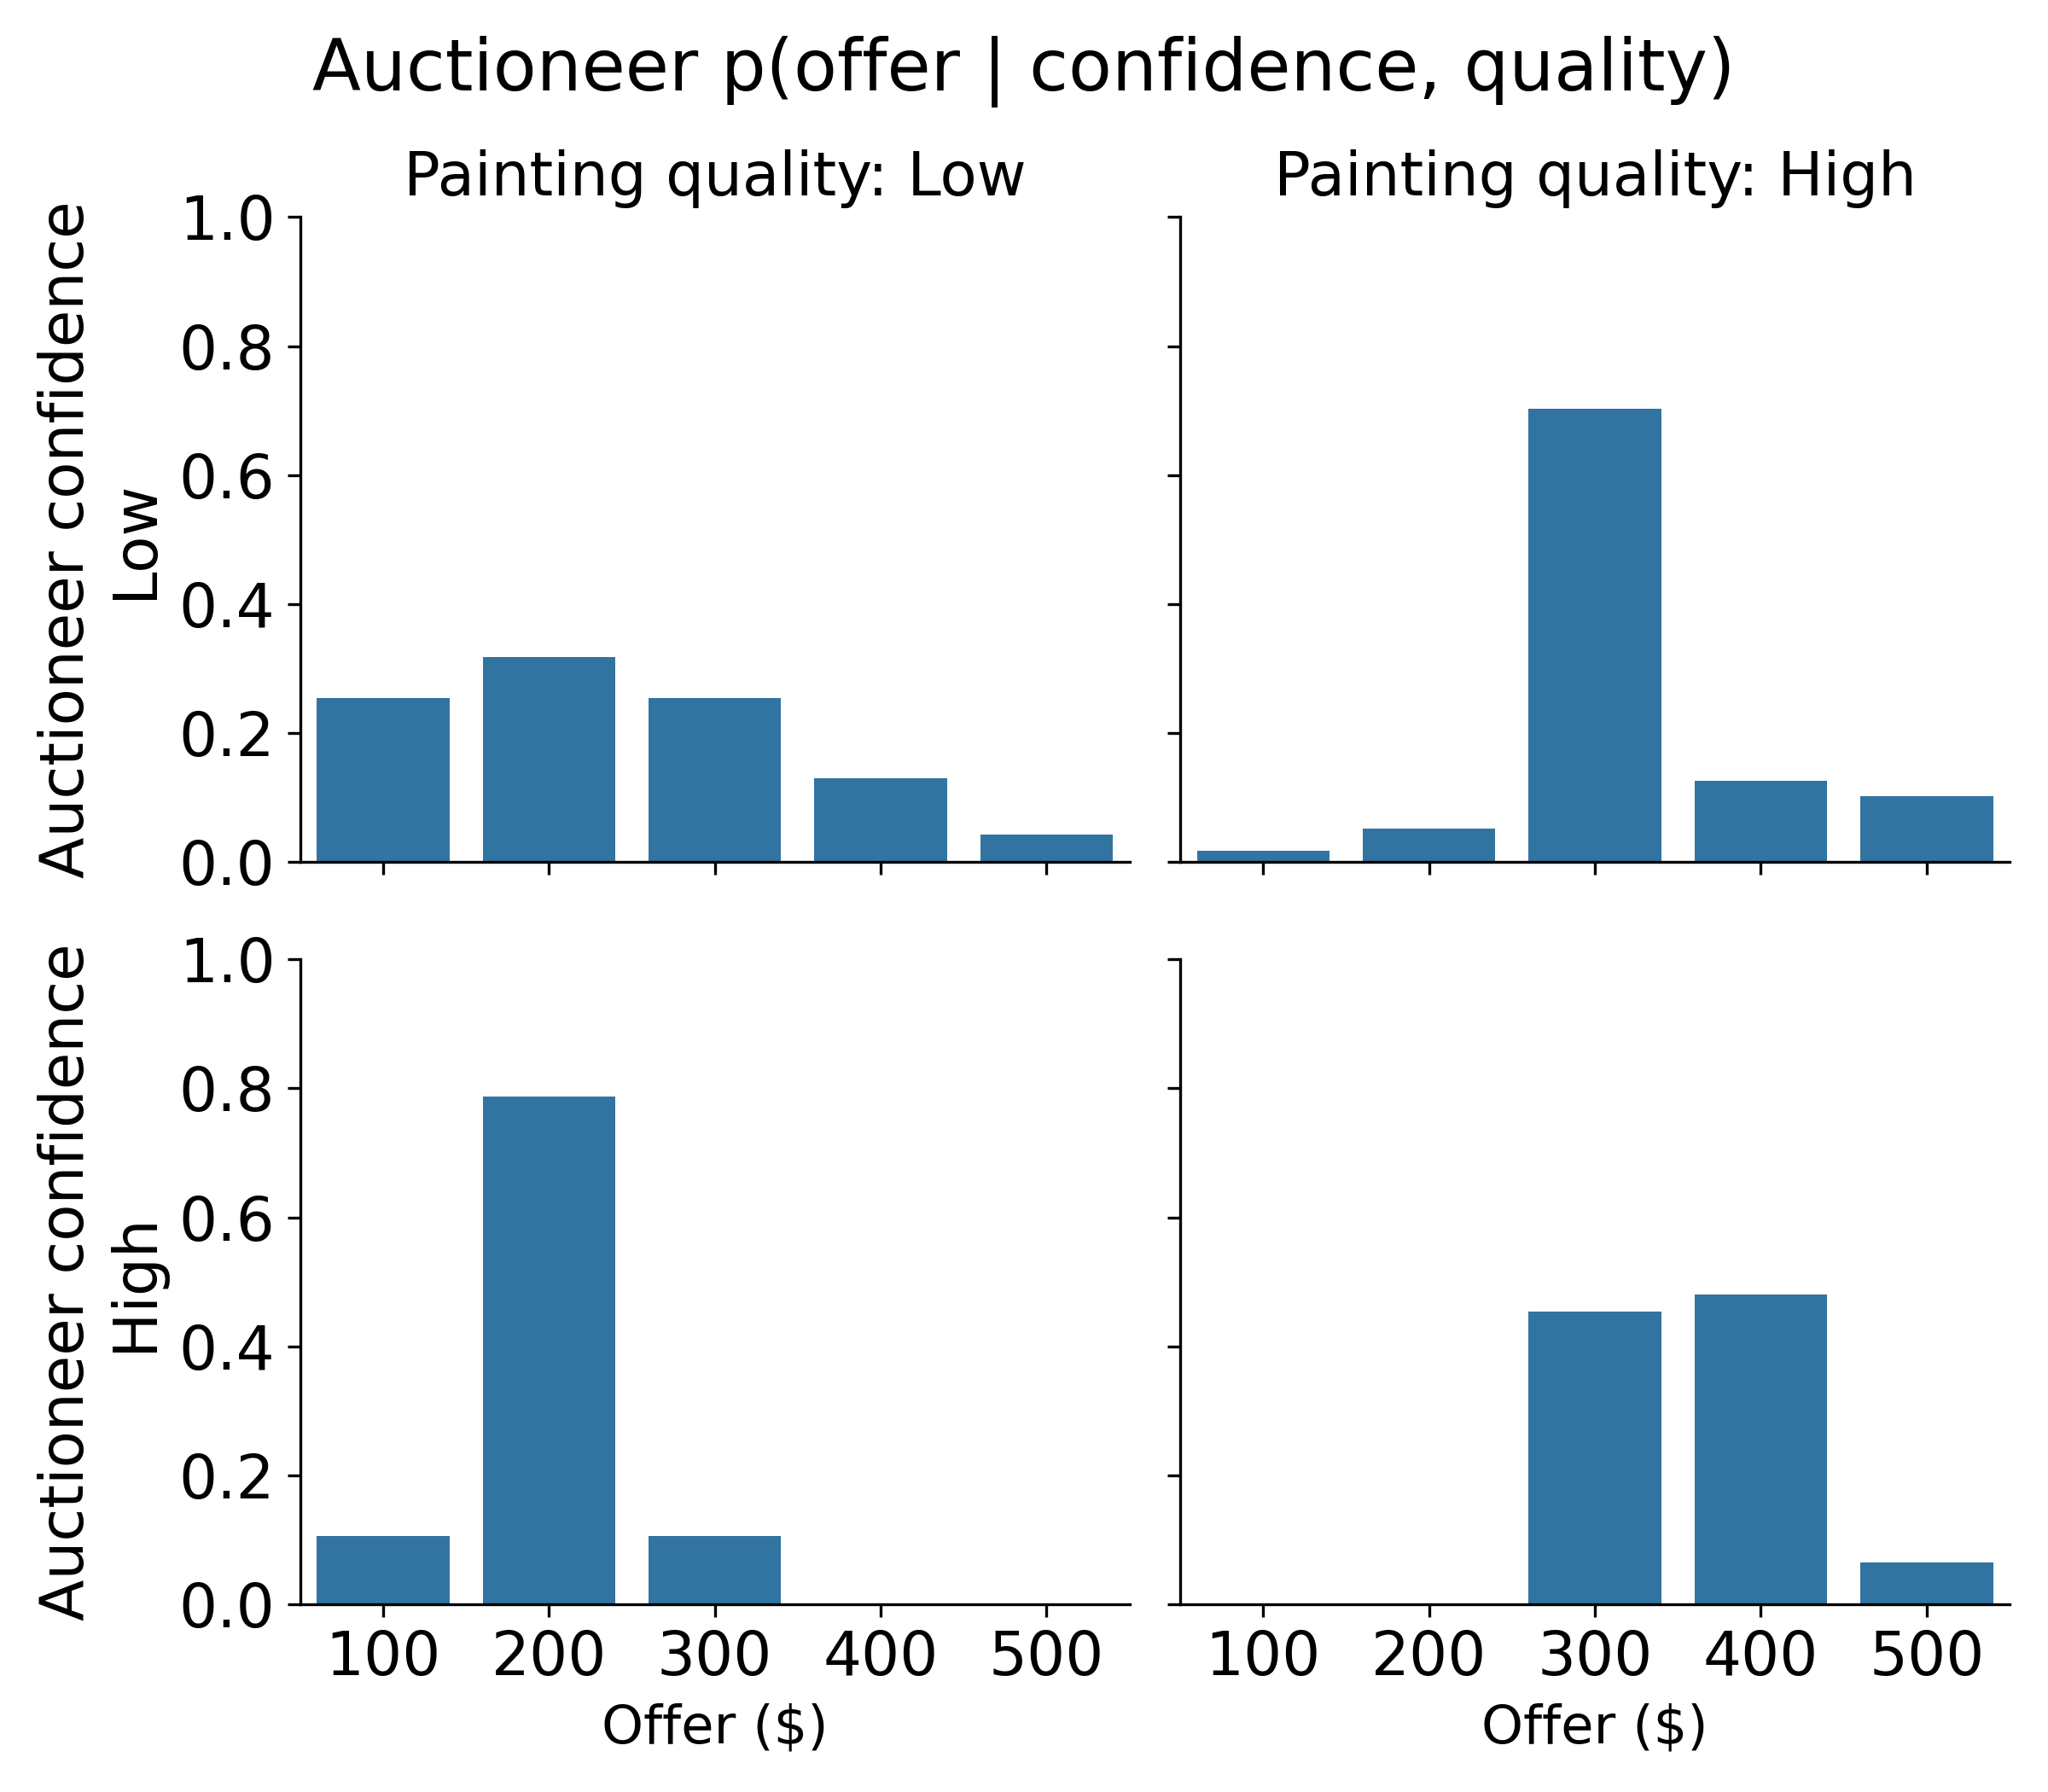 Auctioneer p(offer | confidence, quality)
Painting quality: Low
Painting quality: High
Auctioneer confidence
Low
1.0
0.8
0.6
0.4
0.2
0.0
Auctioneer confidence
High
1.0
0.8
0.6
0.4
0.2
0.0
100 200 300 400 500
100 200 300 400 500
Offer ($)
Offer ($)